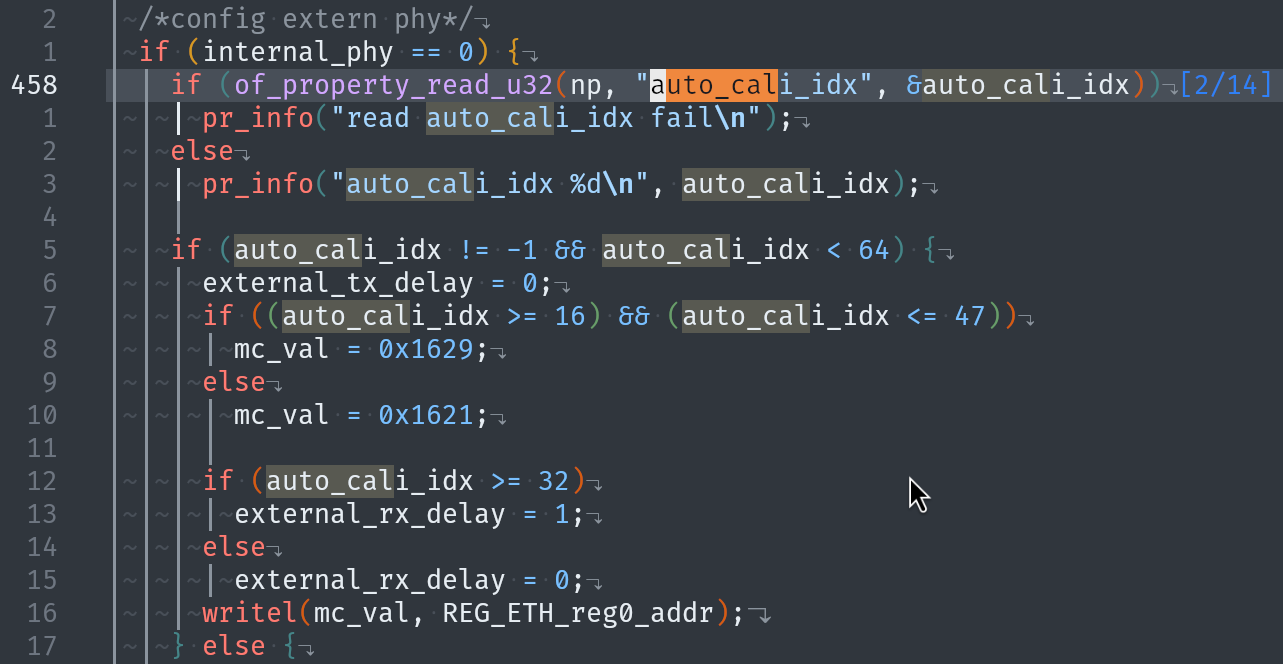 2 /*config extern phy*/
1 if (internal_phy == 0) {
458 if (of_property_read_u32(np, "auto_cali_idx", &auto_cali_idx)) [2/14]
1 pr_info("read auto_cali_idx fail\n");
2 else
3 pr_info("auto_cali_idx %d\n", auto_cali_idx);
4
5 if (auto_cali_idx != -1 && auto_cali_idx < 64) {
6 external_tx_delay = 0;
7 if ((auto_cali_idx >= 16) && (auto_cali_idx <= 47))
8 mc_val = 0x1629;
9 else
10 mc_val = 0x1621;
11
12 if (auto_cali_idx >= 32)
13 external_rx_delay = 1;
14 else
15 external_rx_delay = 0;
16 writel(mc_val, REG_ETH_reg0_addr);
17 } else {